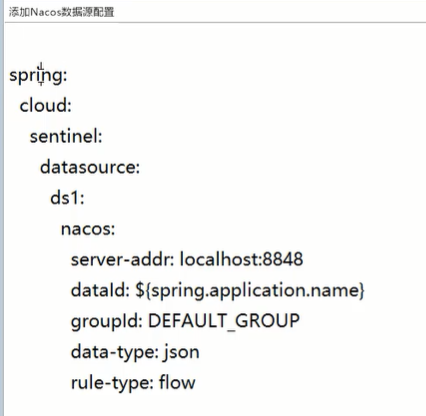 添加Nacos数据源配置
spring:
cloud:
sentinel:
datasource:
ds1:
nacos:
server-addr: localhost:8848
dataId: ${spring.application.name}
groupId: DEFAULT_GROUP
data-type: json
rule-type: flow